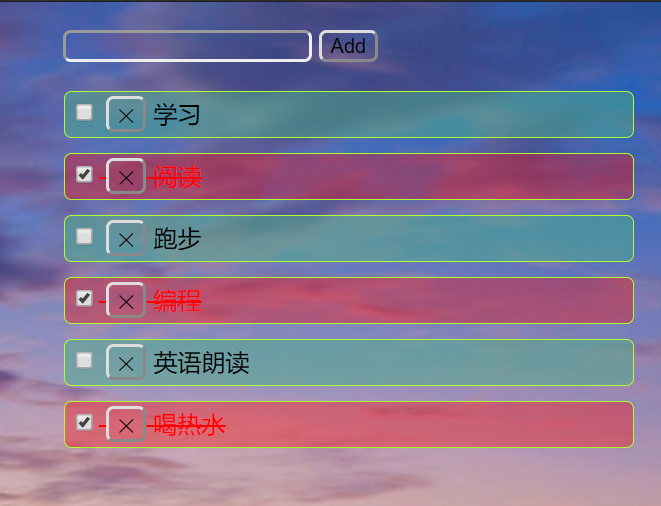 Add
× 学习
× 阅读
× 跑步
× 编程
× 英语朗读
× 喝热水